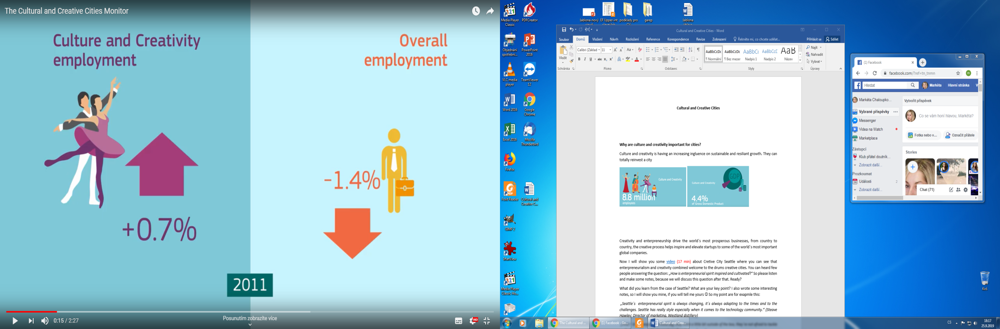 The Cultural and Creative Cities Monitor
Culture and Creativity
employment
Overall
employment
-1.4%
+0.7%
2011
0:15 / 2:27
Posunutím zobrazíte více
HD
Media Player
Classic
PDFCreator
Objednání
spotřební...
PowerPoint
2016
VLC media
player
TeamViewer
12
Word 2016
Google
Chrome
Excel 2016
Mozilla
Thunderbird
Firefox
Foxit Reader
Cultural and
Creative C...
GIMP 2
IrfanView
Media Player
Classic Ho...
šablona-nový
EF Upper-int
podklady pro
garep
šablona
Cultural and Creative Cities - Word
Soubor
Domů
Vložení
Návrh
Rozložení
Reference
Korespondence
Revize
Zobrazení
Řekněte mi, co chcete udělat...
Přihlásit se
Sdílet
Vložit
Calibri (Základ
11
Schránka
Písmo
Odstavec
AaBbCcDc
AaBbCcDc
AaBbCc
AaBbCcE
AaB
¶ Normální
¶ Bez mezer
Nadpis 1
Nadpis 2
Název
Styly
Najít
Nahradit
Vybrat
Úpravy
Cultural and Creative Cities
Why are culture and creativity important for cities?
Culture and creativity is having an increasing ingluence on sustainable and resiliant growth. They can
totally reinvest a city
Culture and Creativity
8.8 million
employees
Culture and Creativity
GDP
4.4%
of Gross Domestic Product
Creativity and enterpreneurship drive the world´s most prosperous businesses, from country to
country, the creative process helps inspire and elevate startups to some of the world´s most important
global companies.
Now I will show you some video (17 min) about Cretive City Seattle where you can see that
enterpreneurialism and creativity combined welcome to the drums creative cities. You can heard few
people answering the question: „How is enterpreneurial spirit inspired and cultivated?“ So please listen
and make some notes, because we will discuss this question after that. Ready?
What did you learn from the case of Seattle? What are your key point? I also wrote some interesting
notes, so I will show you mine, if you will tell me yours ☺ So my point are for exapmle this:
„Seattle´s enterpreneurial spirit is always changing, it´s always adapting to the times and to the
challenges. Seattle has really style especially when it comes to the technology community.“ (Steave
Hawley: Director of marketing, Westland distillery)
(1) Facebook
facebook.com/?ref=tn_tnmn
m
Hledat
Markéta
Hlavní stránka
Markéta Chaloupko...
Vybrané příspěvky
Messenger
Videa na Watch
Marketplace
Zástupci
Klub přátel doutník...
Zobrazit další...
Prozkoumat
Události
2
Zobrazit další...
Vytvořit příspěvek
Co se vám honí hlavou, Markéta?
Fotka nebo v...
Označit přátele
Stories
Chat (71)
Koš
The Cultural and ...
(1) Facebook - Go...
Cultural and Crea...
CS
18:17
25.9.2019